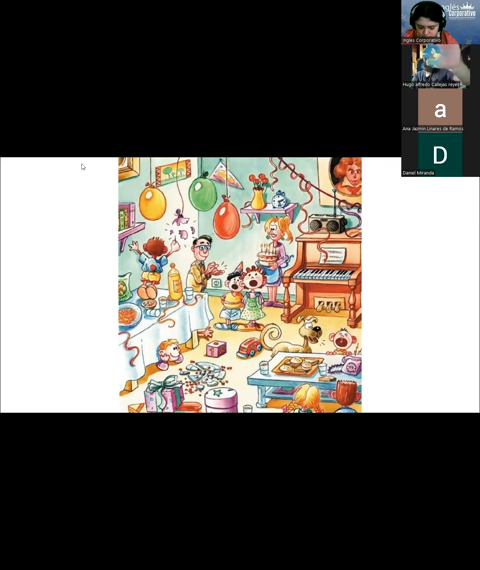 Inglés
Corporativo
Inglés Corporativo
Hugo alfredo Callejas reyes
a
Ana Jazmin Linares de Ramos
D
Daniel Miranda